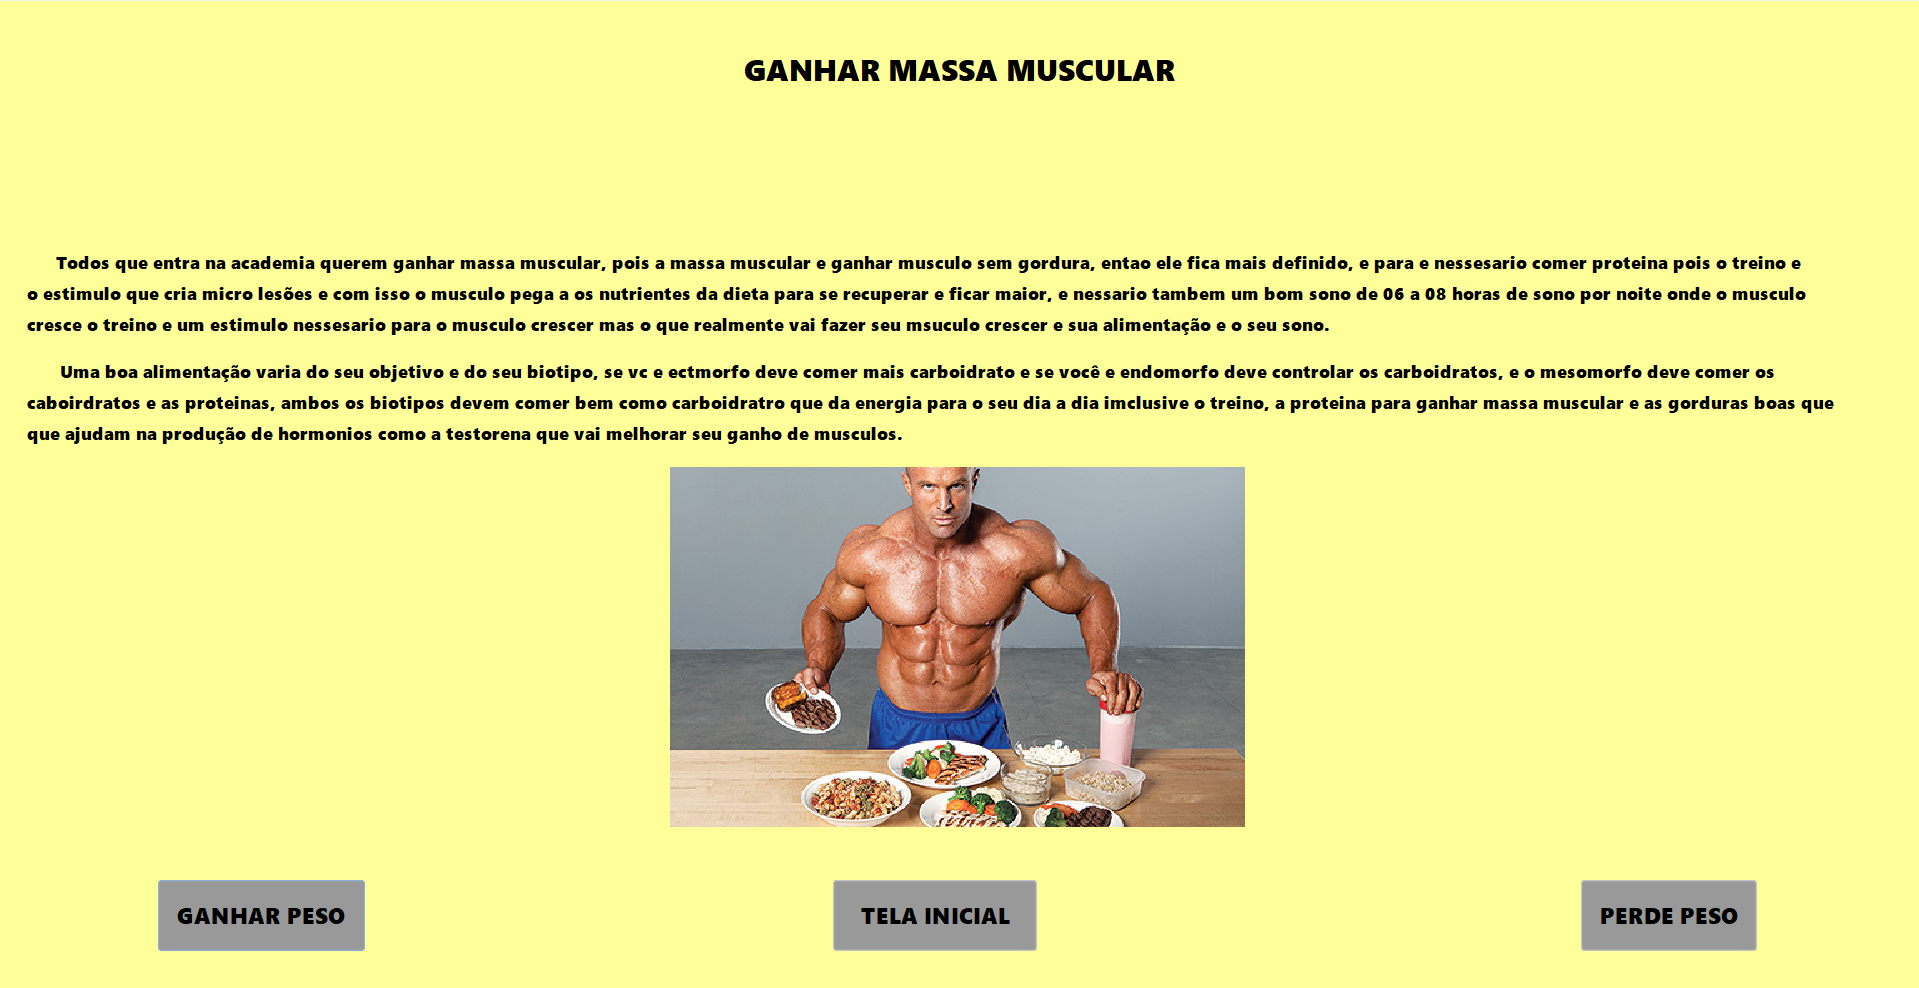 GANHAR MASSA MUSCULAR
Todos que entra na academia querem ganhar massa muscular, pois a massa muscular e ganhar musculo sem gordura, entao ele fica mais definido, e para e nessesario comer proteina pois o treino e
o estimulo que cria micro lesões e com isso o musculo pega a os nutrientes da dieta para se recuperar e ficar maior, e nessario tambem um bom sono de 06 a 08 horas de sono por noite onde o musculo
cresce o treino e um estimulo nessesario para o musculo crescer mas o que realmente vai fazer seu msuculo crescer e sua alimentação e o seu sono.
Uma boa alimentação varia do seu objetivo e do seu biotipo, se vc e ectmorfo deve comer mais carboidrato e se você e endomorfo deve controlar os carboidratos, e o mesomorfo deve comer os
caboirdratos e as proteinas, ambos os biotipos devem comer bem como carboidratro que da energia para o seu dia a dia imclusive o treino, a proteina para ganhar massa muscular e as gorduras boas que
que ajudam na produção de hormonios como a testorena que vai melhorar seu ganho de musculos.
GANHAR PESO
TELA INICIAL
PERDE PESO